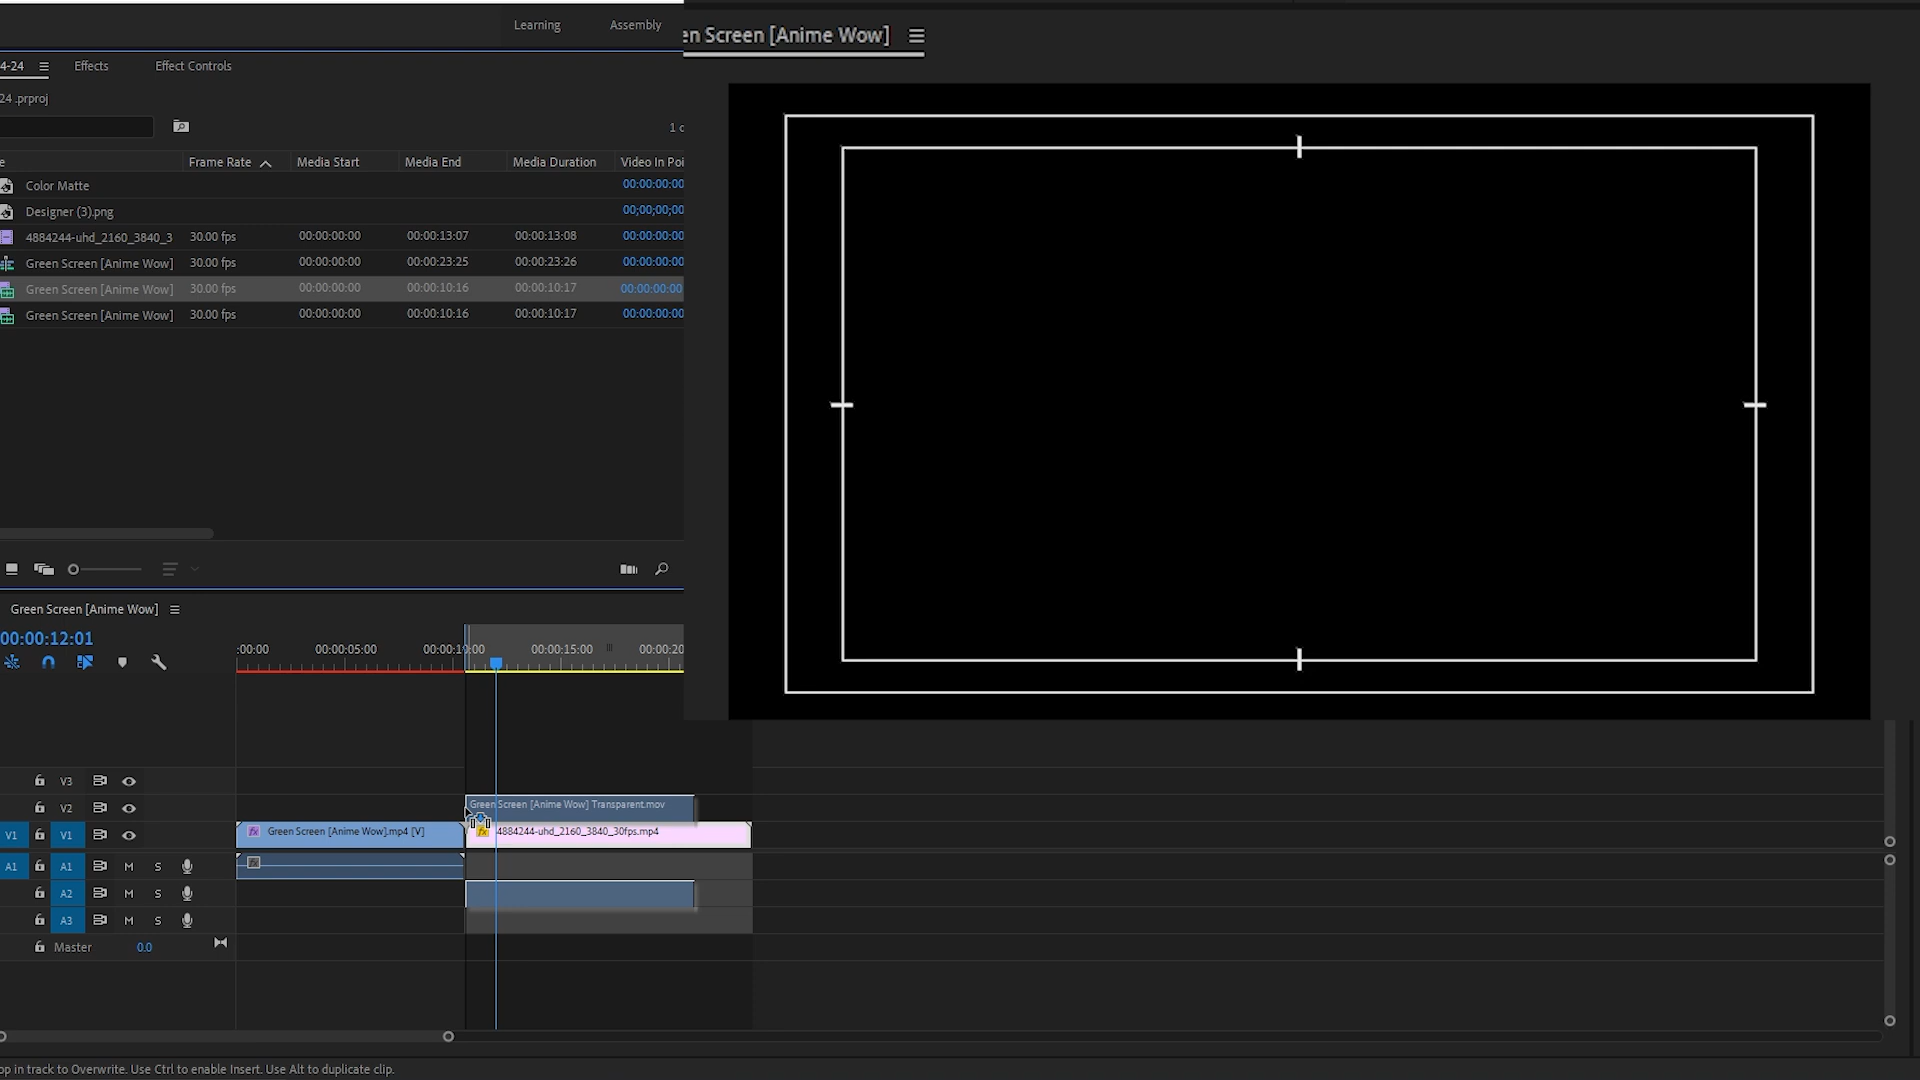 Learning Assembly
en Screen [Anime Wow]
4-24 Effects Effect Controls
24 .prproj
1 c
e Frame Rate Media Start Media End Media Duration Video In Poi
Color Matte 00:00:00:00
Designer (3).png 00;00;00;00
4884244-uhd_2160_3840_3 30.00 fps 00:00:00:00 00:00:13:07 00:00:13:08 00:00:00:00
Green Screen [Anime Wow] 30.00 fps 00:00:00:00 00:00:23:25 00:00:23:26 00:00:00:00
Green Screen [Anime Wow] 30.00 fps 00:00:00:00 00:00:10:16 00:00:10:17 00:00:00:00
Green Screen [Anime Wow] 30.00 fps 00:00:00:00 00:00:10:16 00:00:10:17 00:00:00:00
Green Screen [Anime Wow]
00:00:12:01
:00:00 00:00:05:00 00:00:10:00 00:00:15:00 00:00:20
V3
V2 Green Screen [Anime Wow] Transparent.mov
V1 V1 fx Green Screen [Anime Wow].mp4 [V] fx 4884244-uhd_2160_3840_30fps.mp4
A1 A1 M S fx
A2 M S
A3 M S
Master 0.0
op in track to Overwrite. Use Ctrl to enable Insert. Use Alt to duplicate clip.